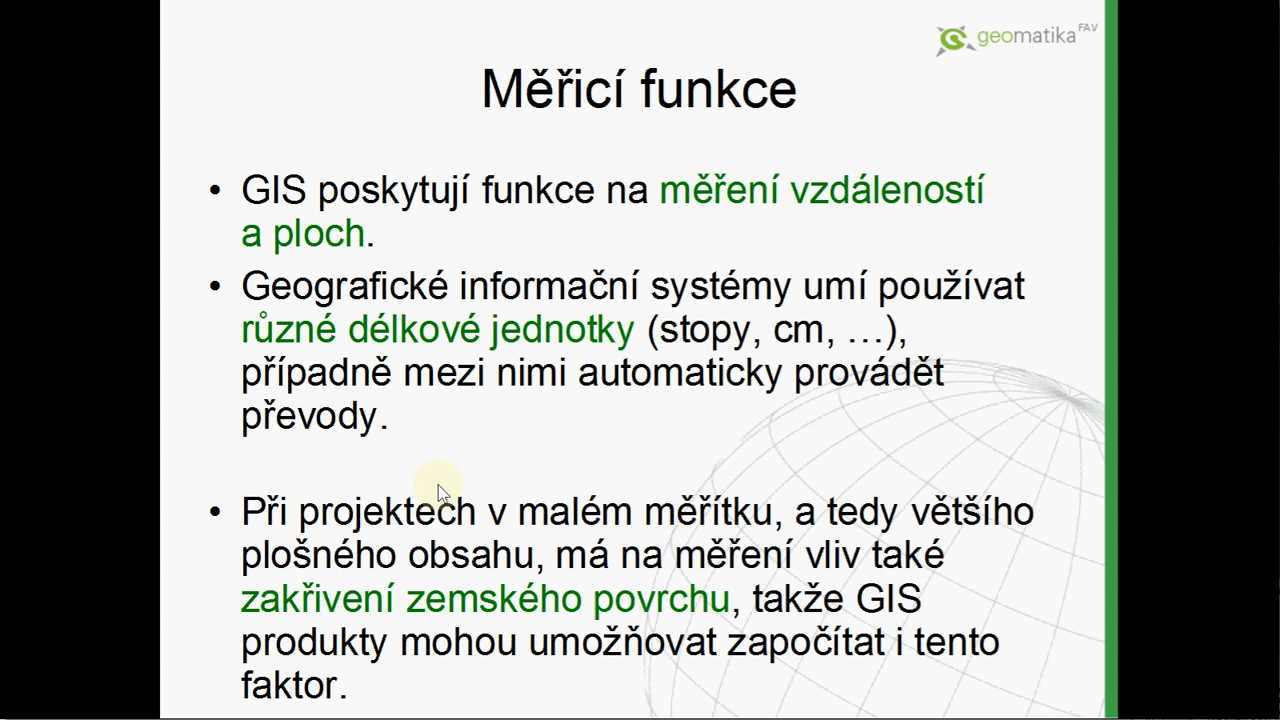 geomatika FAV
Měřicí funkce
• GIS poskytují funkce na měření vzdáleností
a ploch.
• Geografické informační systémy umí používat
různé délkové jednotky (stopy, cm, …),
případně mezi nimi automaticky provádět
převody.
• Při projektech v malém měřítku, a tedy většího
plošného obsahu, má na měření vliv také
zakřivení zemského povrchu, takže GIS
produkty mohou umožňovat započítat i tento
faktor.